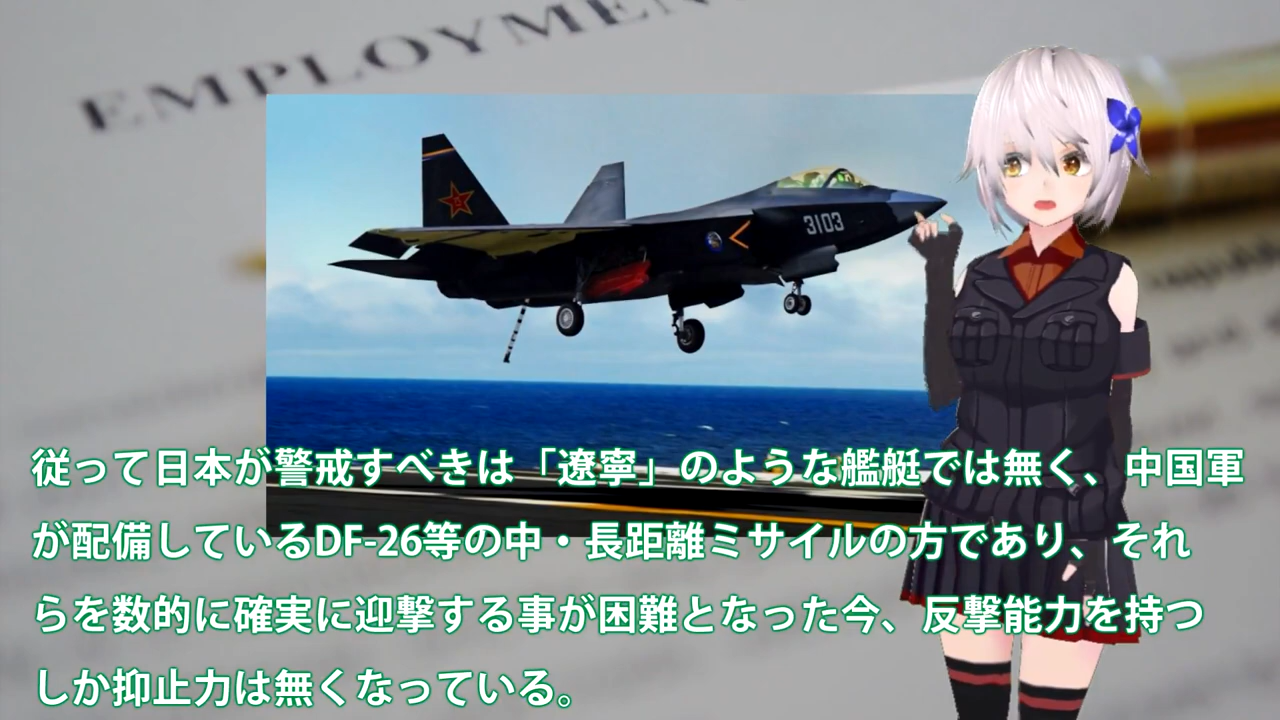 EMPLOYMEN
3103
従って日本が警戒すべきは「遼寧」のような艦艇では無く、中国軍
が配備しているDF-26等の中・長距離ミサイルの方であり、それ
らを数的に確実に迎撃する事が困難となった今、反撃能力を持つ
しか抑止力は無くなっている。